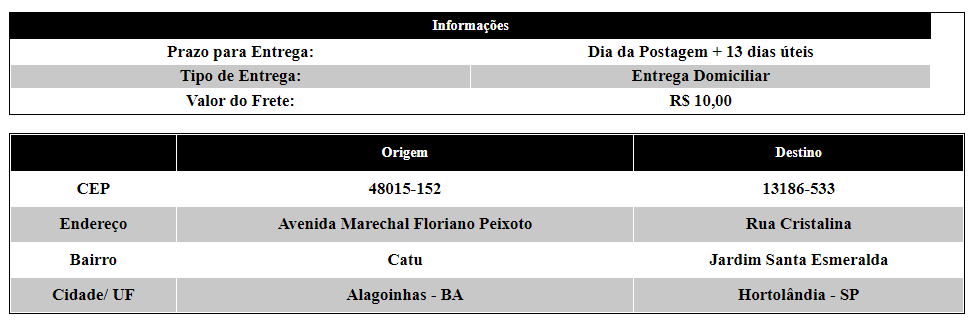 Informações
Prazo para Entrega: Dia da Postagem + 13 dias úteis
Tipo de Entrega: Entrega Domiciliar
Valor do Frete: R$ 10,00
Origem Destino
CEP 48015-152 13186-533
Endereço Avenida Marechal Floriano Peixoto Rua Cristalina
Bairro Catu Jardim Santa Esmeralda
Cidade/ UF Alagoinhas - BA Hortolândia - SP